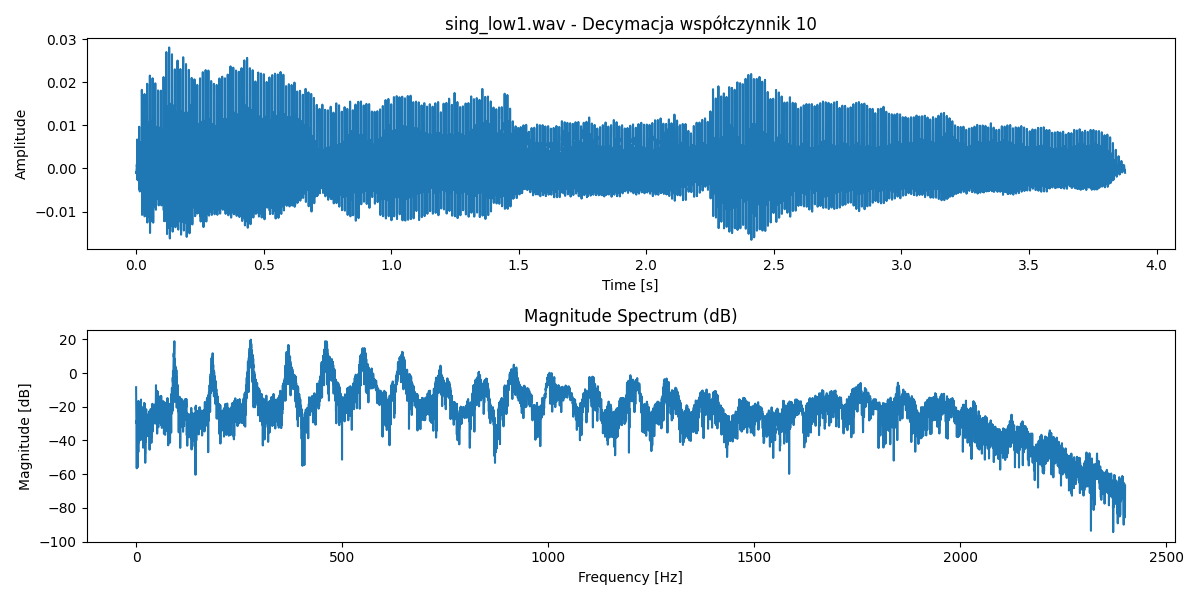 sing_low1.wav - Decymacja współczynnik 10
0.03
0.02
0.01
0.00
−0.01
Amplitude
0.0 0.5 1.0 1.5 2.0 2.5 3.0 3.5 4.0
Time [s]
Magnitude Spectrum (dB)
20
0
−20
−40
−60
−80
−100
Magnitude [dB]
0 500 1000 1500 2000 2500
Frequency [Hz]